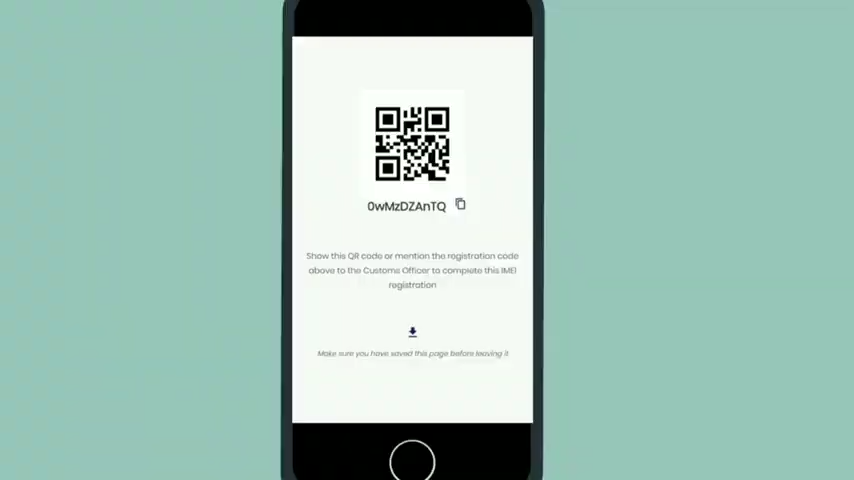 0wMzDZAnTQ
Show this QR code or mention the registration code
above to the Customs Officer to complete this IMEI
registration
Make sure you have saved this page before leaving it